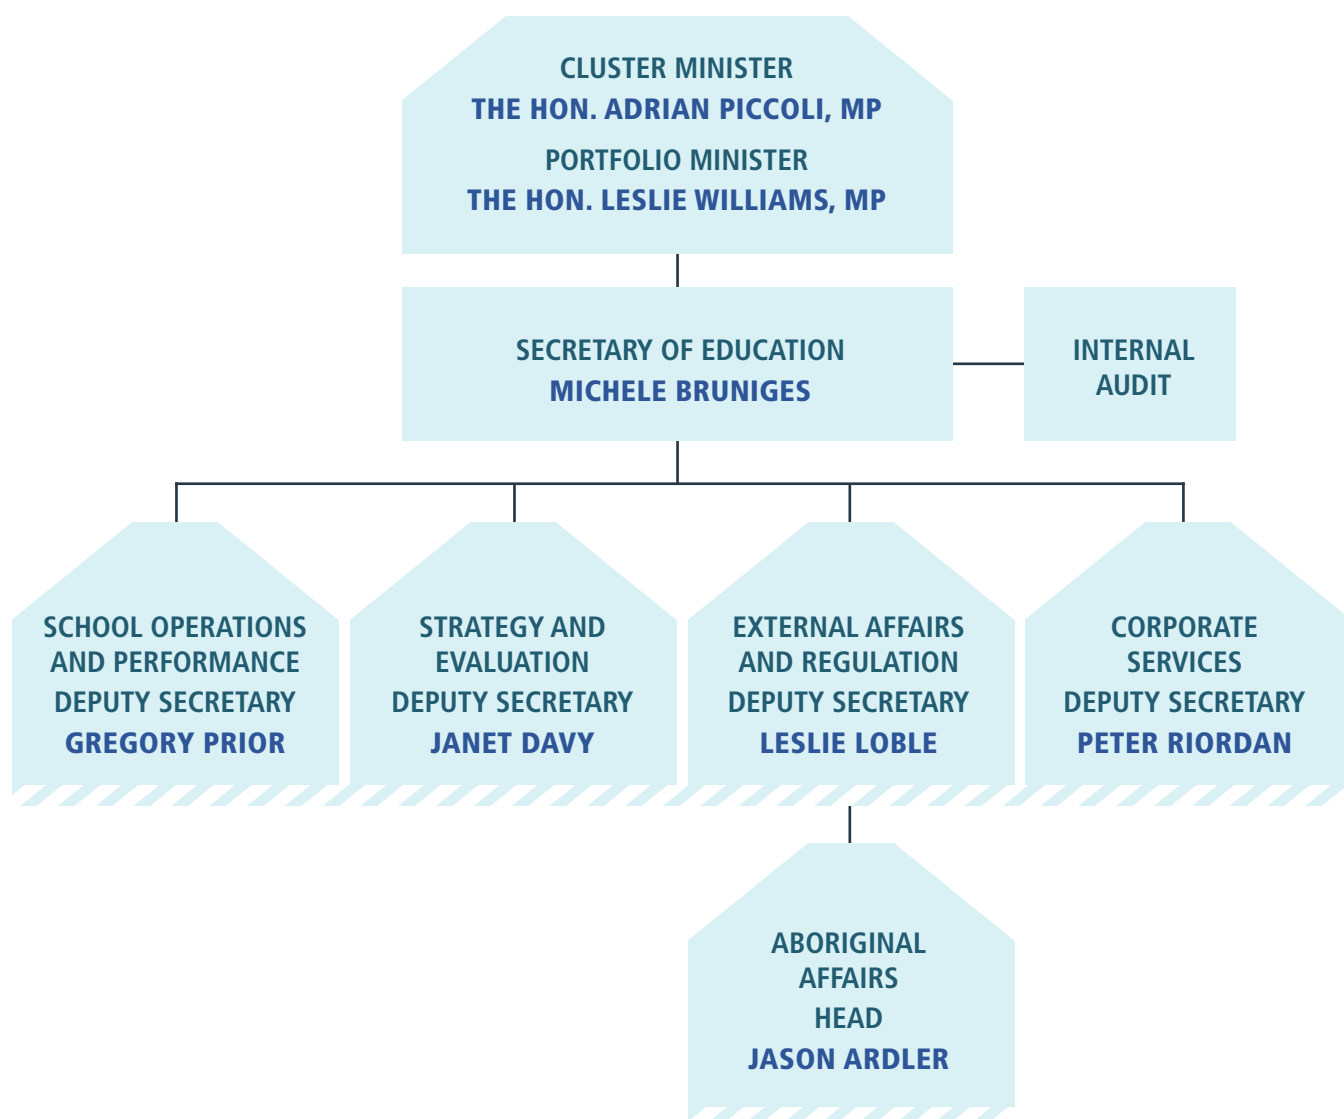 CLUSTER MINISTER
THE HON. ADRIAN PICCOLI, MP
PORTFOLIO MINISTER
THE HON. LESLIE WILLIAMS, MP
SECRETARY OF EDUCATION
MICHELE BRUNIGES
INTERNAL
AUDIT
SCHOOL OPERATIONS
AND PERFORMANCE
DEPUTY SECRETARY
GREGORY PRIOR
STRATEGY AND
EVALUATION
DEPUTY SECRETARY
JANET DAVY
EXTERNAL AFFAIRS
AND REGULATION
DEPUTY SECRETARY
LESLIE LOBLE
CORPORATE
SERVICES
DEPUTY SECRETARY
PETER RIORDAN
ABORIGINAL
AFFAIRS
HEAD
JASON ARDLER